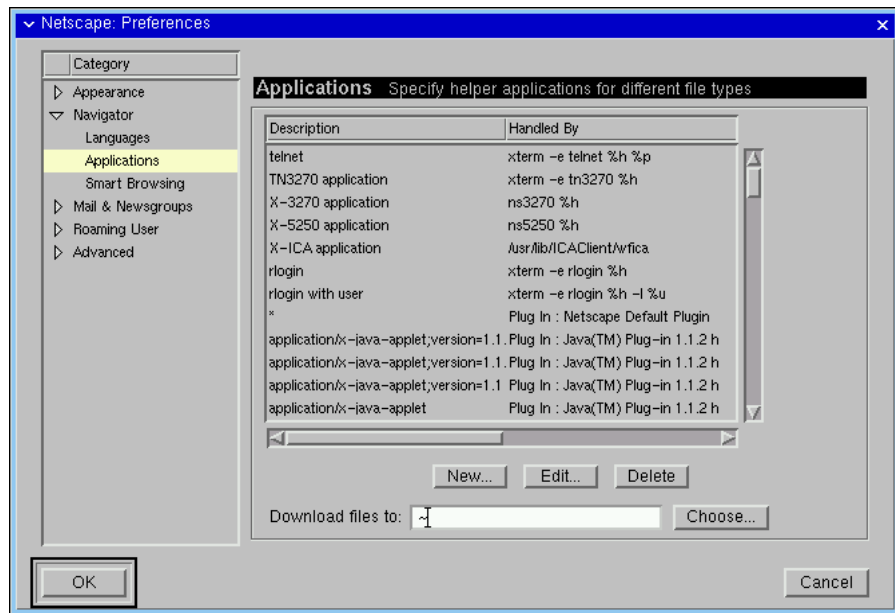 Netscape: Preferences
Category
Appearance
Navigator
Languages
Applications
Smart Browsing
Mail & Newsgroups
Roaming User
Advanced
Applications Specify helper applications for different file types
Description Handled By
telnet xterm -e telnet %h %p
TN3270 application xterm -e tn3270 %h
X-3270 application ns3270 %h
X-5250 application ns5250 %h
X-ICA application /usr/lib/ICAClient/wfica
rlogin xterm -e rlogin %h
rlogin with user xterm -e rlogin %h -l %u
* Plug In : Netscape Default Plugin
application/x-java-applet;version=1.1. Plug In : Java(TM) Plug-in 1.1.2 h
application/x-java-applet;version=1.1. Plug In : Java(TM) Plug-in 1.1.2 h
application/x-java-applet;version=1.1 Plug In : Java(TM) Plug-in 1.1.2 h
application/x-java-applet Plug In : Java(TM) Plug-in 1.1.2 h
New... Edit... Delete
Download files to: ~ Choose...
OK Cancel